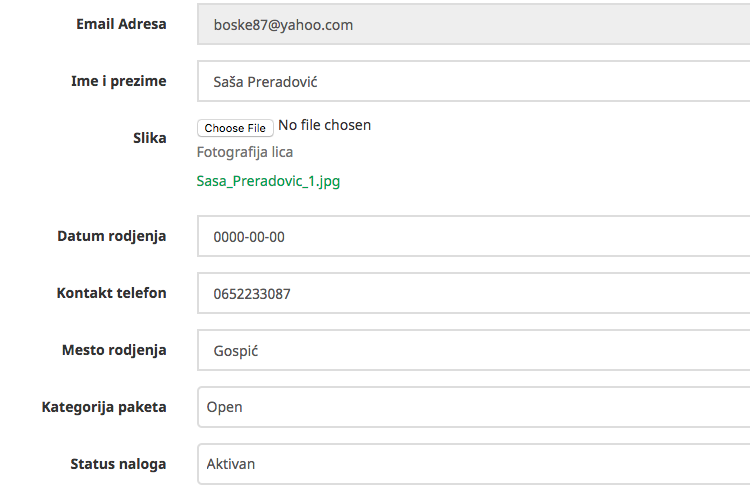 Email Adresa boske87@yahoo.com
Ime i prezime Saša Preradović
Slika Choose File No file chosen
Fotografija lica
Sasa_Preradovic_1.jpg
Datum rodjenja 0000-00-00
Kontakt telefon 0652233087
Mesto rodjenja Gospić
Kategorija paketa Open
Status naloga Aktivan